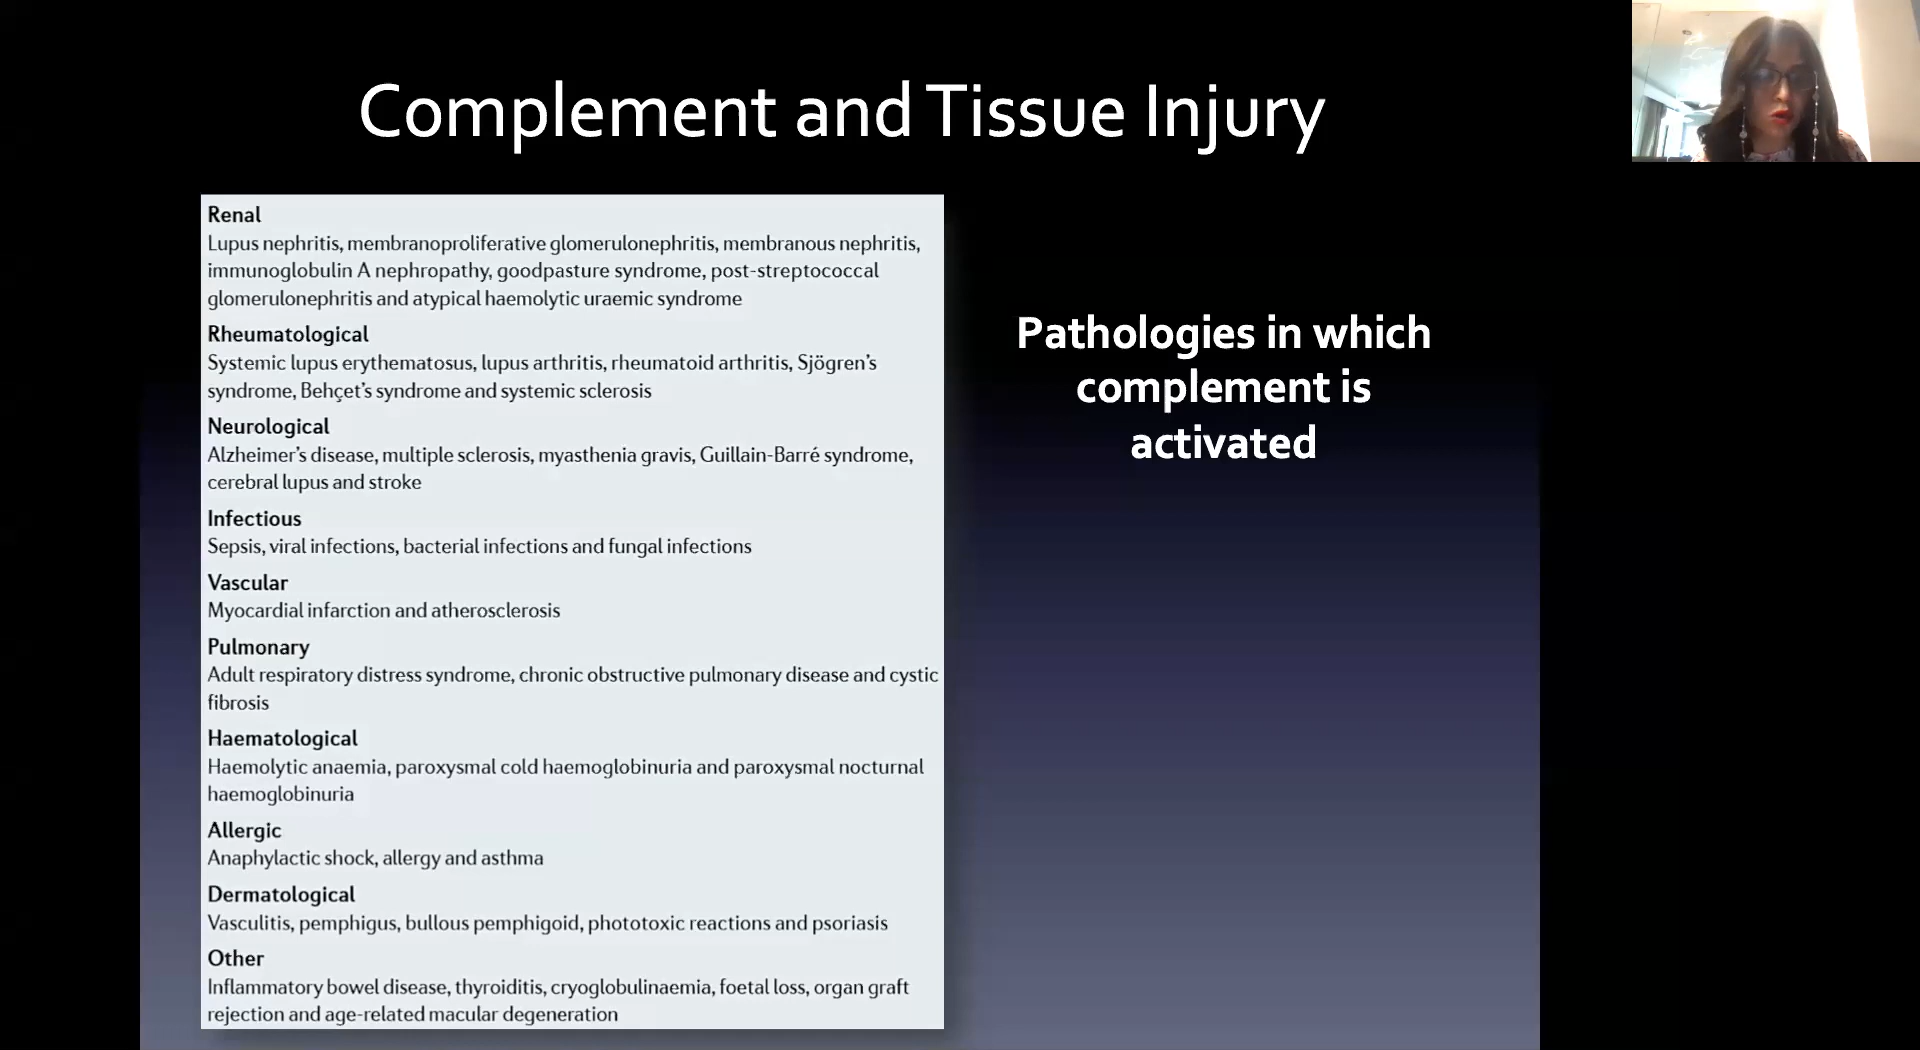 Complement and Tissue Injury
Renal
Lupus nephritis, membranoproliferative glomerulonephritis, membranous nephritis,
immunoglobulin A nephropathy, goodpasture syndrome, post-streptococcal
glomerulonephritis and atypical haemolytic uraemic syndrome
Rheumatological
Systemic lupus erythematosus, lupus arthritis, rheumatoid arthritis, Sjögren’s
syndrome, Behçet’s syndrome and systemic sclerosis
Neurological
Alzheimer’s disease, multiple sclerosis, myasthenia gravis, Guillain-Barré syndrome,
cerebral lupus and stroke
Infectious
Sepsis, viral infections, bacterial infections and fungal infections
Vascular
Myocardial infarction and atherosclerosis
Pulmonary
Adult respiratory distress syndrome, chronic obstructive pulmonary disease and cystic
fibrosis
Haematological
Haemolytic anaemia, paroxysmal cold haemoglobinuria and paroxysmal nocturnal
haemoglobinuria
Allergic
Anaphylactic shock, allergy and asthma
Dermatological
Vasculitis, pemphigus, bullous pemphigoid, phototoxic reactions and psoriasis
Other
Inflammatory bowel disease, thyroiditis, cryoglobulinaemia, foetal loss, organ graft
rejection and age-related macular degeneration
Pathologies in which
complement is
activated